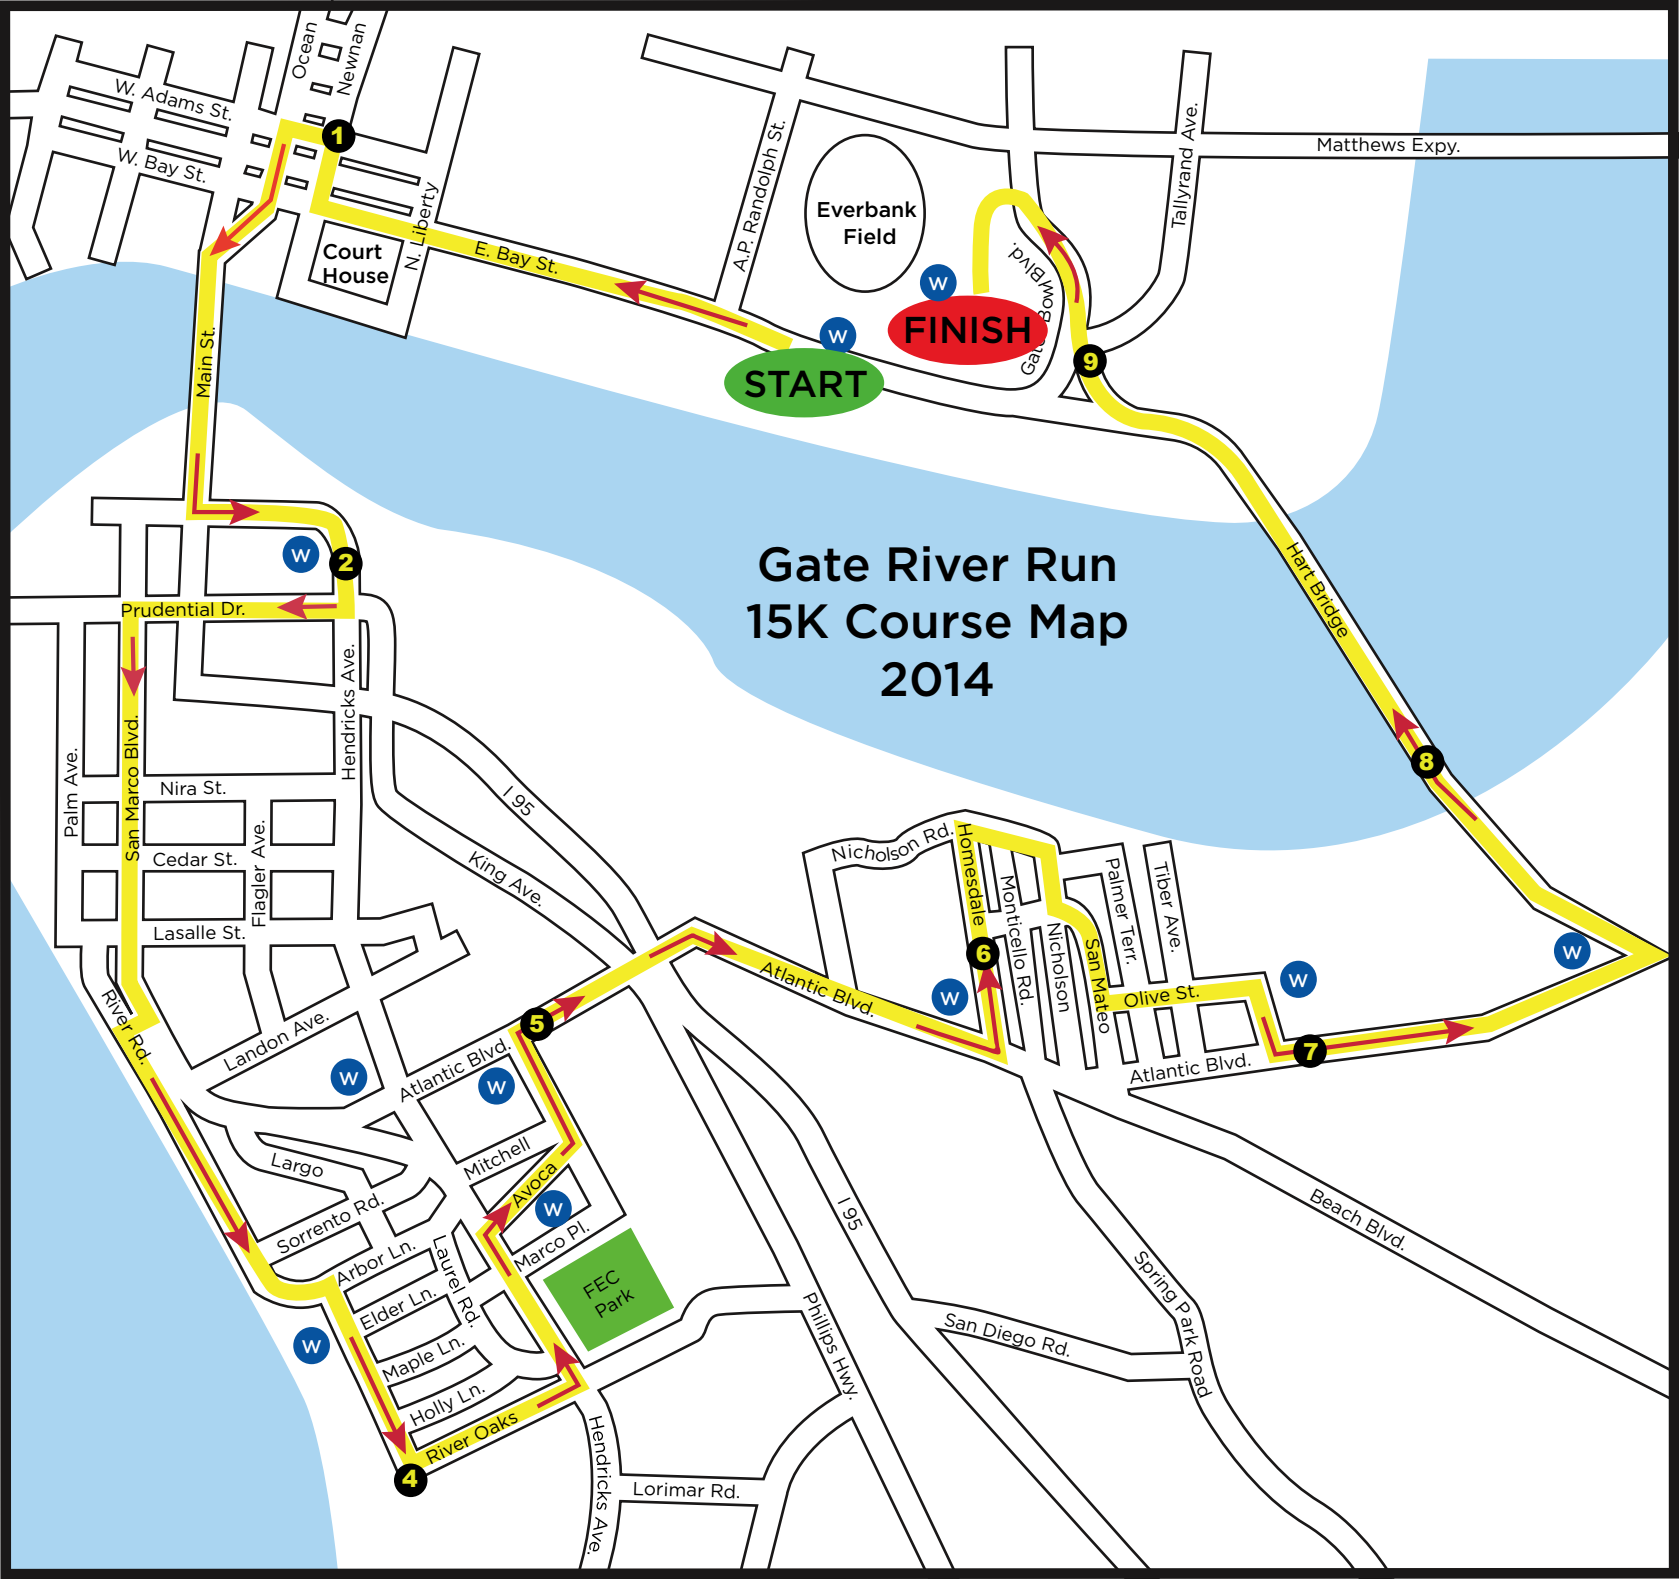 Ocean
Newnan
W. Adams St.
1
W. Bay St.
N. Liberty
Court
House
E. Bay St.
A.P. Randolph St.
Everbank
Field
Matthews Expy.
Tallyrand Ave.
W
FINISH
W
START
9
Main St.
W
2
Prudential Dr.
Gate River Run
15K Course Map
2014
Hart Bridge
8
Hendricks Ave.
San Marco Blvd.
Palm Ave.
Nira St.
Cedar St.
Flagler Ave.
Lasalle St.
I 95
King Ave.
Nicholson Rd.
Homesdale
Monticello Rd.
Nicholson
San Mateo
Palmer Terr.
Tiber Ave.
6
W
Olive St.
W
W
7
Atlantic Blvd.
Atlantic Blvd.
River Rd.
Landon Ave.
W
5
Atlantic Blvd.
W
Mitchell
Avoca
W
Marco Pl.
FEC
Park
Largo
Sorrento Rd.
Arbor Ln.
Laurel Rd.
Elder Ln.
Maple Ln.
Holly Ln.
River Oaks
W
4
Hendricks Ave.
Lorimar Rd.
Phillips Hwy.
I 95
San Diego Rd.
Spring Park Road
Beach Blvd.